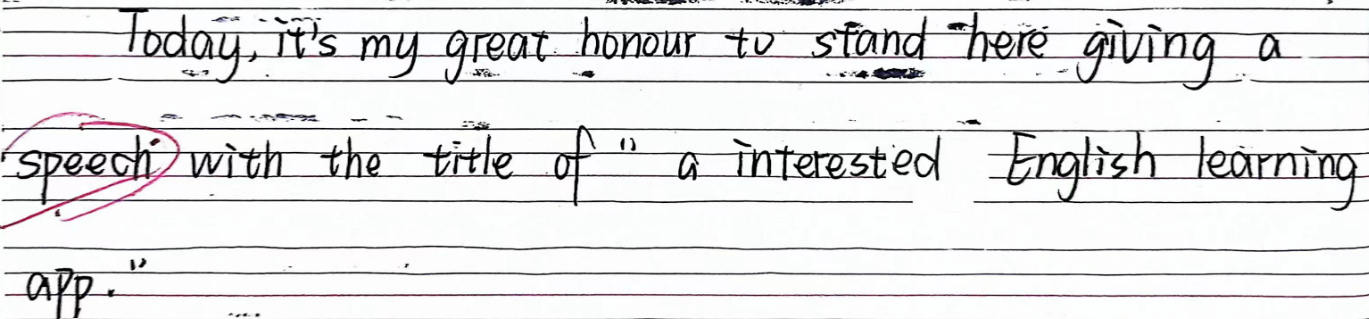 Today, it's my great honour to stand here giving a
speech with the title of " a interested English learning
app."